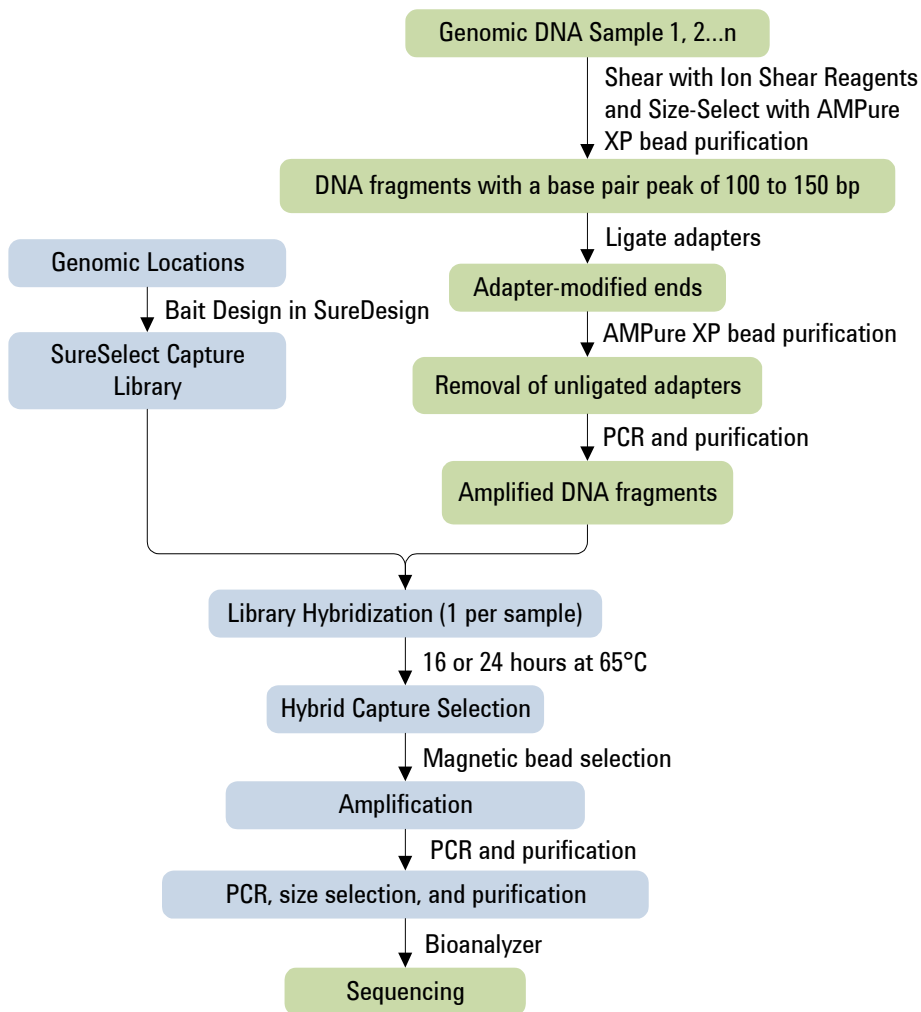 Genomic DNA Sample 1, 2...n
Shear with Ion Shear Reagents
and Size-Select with AMPure
XP bead purification
DNA fragments with a base pair peak of 100 to 150 bp
Ligate adapters
Genomic Locations
Adapter-modified ends
Bait Design in SureDesign
AMPure XP bead purification
SureSelect Capture
Library
Removal of unligated adapters
PCR and purification
Amplified DNA fragments
Library Hybridization (1 per sample)
16 or 24 hours at 65°C
Hybrid Capture Selection
Magnetic bead selection
Amplification
PCR and purification
PCR, size selection, and purification
Bioanalyzer
Sequencing